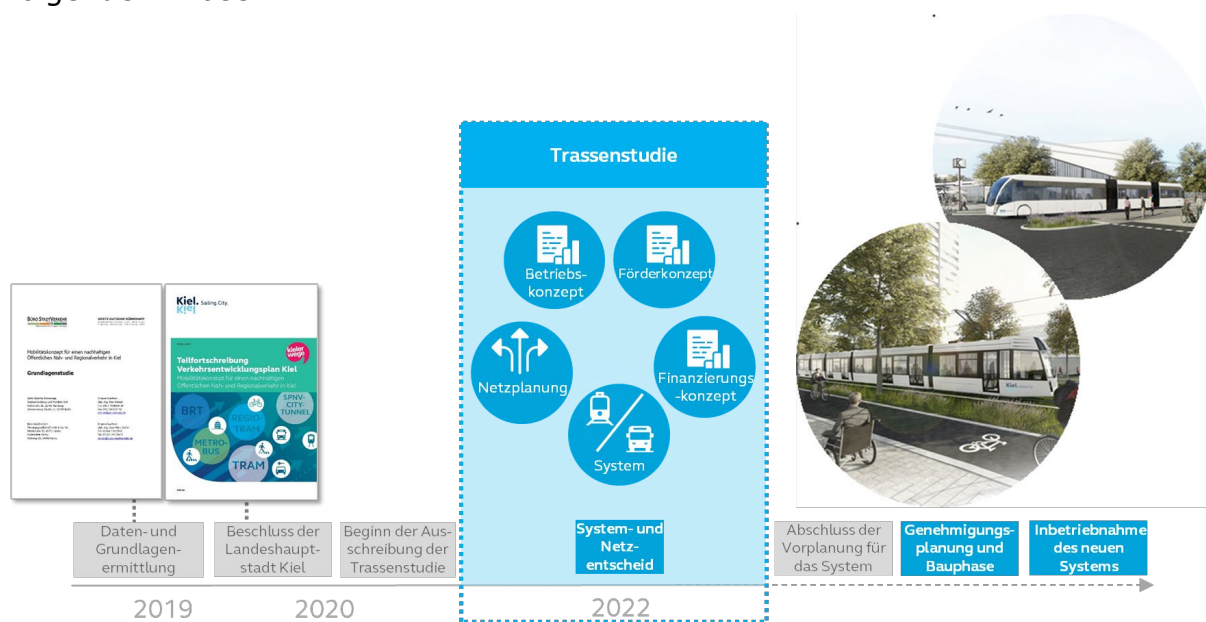 Trassenstudie
Betriebs-
konzept
Förderkonzept
Netzplanung
Finanzierungs
-konzept
System
BÜRO STADTVERKEHR
Mobilitätskonzept für einen nachhaltigen
Öffentlichen Nah- und Regionalverkehr in Kiel
Grundlagenstudie
Kiel. Sailing City.
kieler
wege
Teilfortschreibung
Verkehrsentwicklungsplan Kiel
Mobilitätskonzept für einen nachhaltigen
Öffentlichen Nah- und Regionalverkehr in Kiel
BRT
REGIO
TRAM
SPNV-
CITY-
TUNNEL
METRO-
BUS
TRAM
K
Kiel.
Daten- und
Grundlagen-
ermittlung
Beschluss der
Landeshaupt-
stadt Kiel
Beginn der Aus-
schreibung der
Trassenstudie
System- und
Netz-
entscheid
Abschluss der
Vorplanung für
das System
Genehmigungs-
planung und
Bauphase
Inbetriebnahme
des neuen
Systems
2019
2020
2022